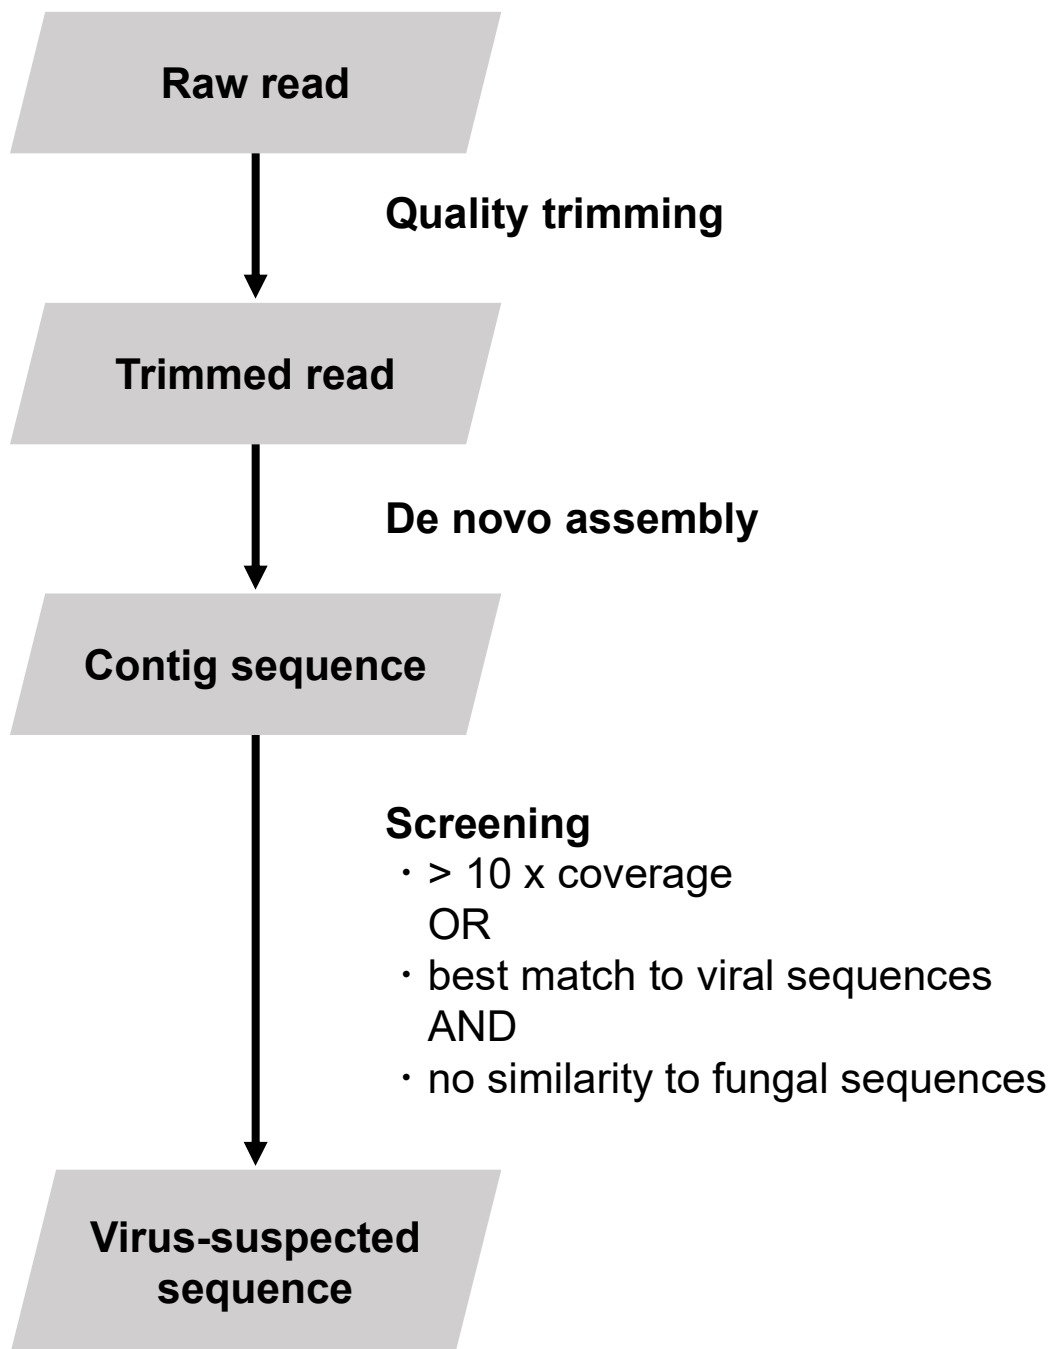 Raw read
Quality trimming
Trimmed read
De novo assembly
Contig sequence
Screening
・> 10 x coverage
OR
・best match to viral sequences
AND
・no similarity to fungal sequences
Virus-suspected
sequence